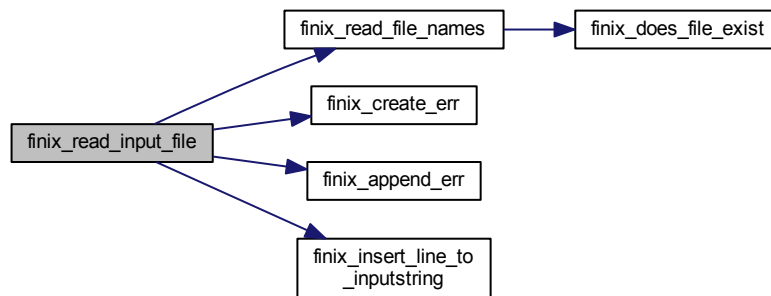 finix_read_file_names
finix_does_file_exist
finix_create_err
finix_read_input_file
finix_append_err
finix_insert_line_to
_inputstring